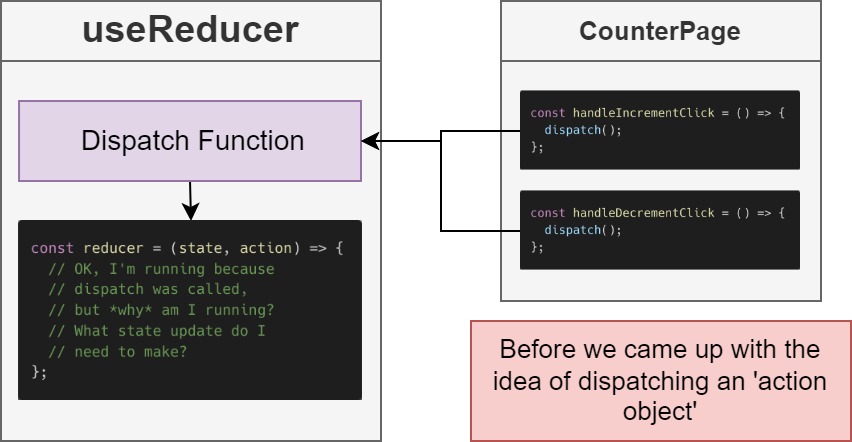 useReducer
Dispatch Function
const reducer = (state, action) => {
  // OK, I'm running because
  // dispatch was called,
  // but *why* am I running?
  // What state update do I
  // need to make?
};
CounterPage
const handleIncrementClick = () => {
  dispatch();
};
const handleDecrementClick = () => {
  dispatch();
};
Before we came up with the
idea of dispatching an 'action
object'